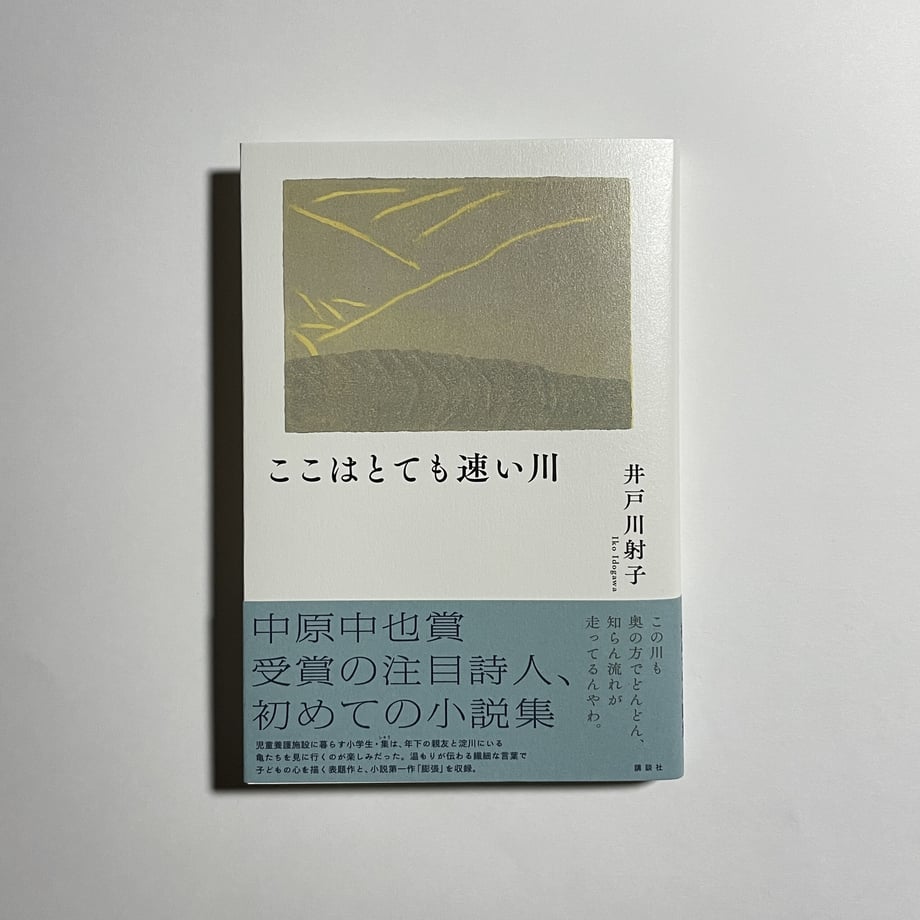 ここはとても速い川
井戸川射子
Iko Idogawa
中原中也賞
受賞の注目詩人、
初めての小説集
この川も
奥の方でどんどん、
知らん流れが
走ってるんやわ。
しゅう
児童養護施設に暮らす小学生・集は、年下の親友と淀川にいる
亀たちを見に行くのが楽しみだった。温もりが伝わる繊細な言葉で
子どもの心を描く表題作と、小説第一作「膨張」を収録。
講談社